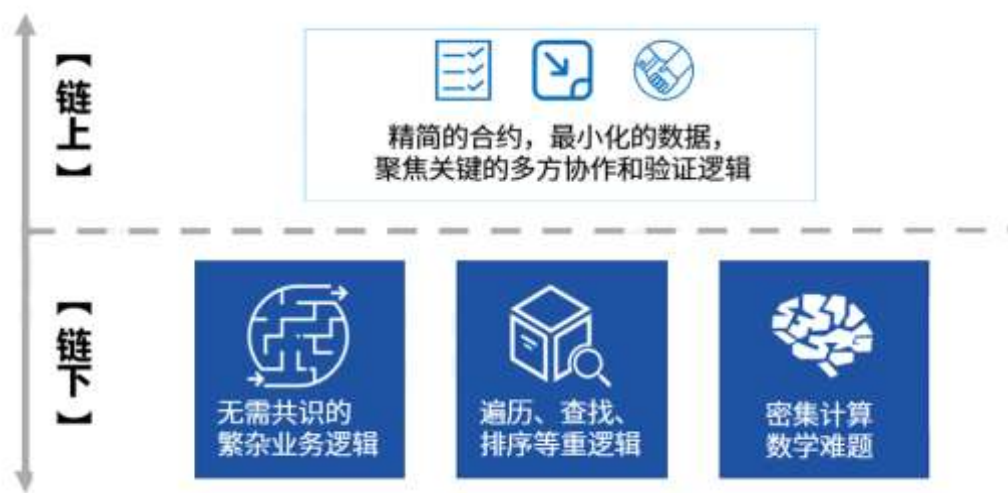 【链上】
精简的合约，最小化的数据，
聚焦关键的多方协作和验证逻辑
【链下】
无需共识的
繁杂业务逻辑
遍历、查找、
排序等重逻辑
密集计算
数学难题